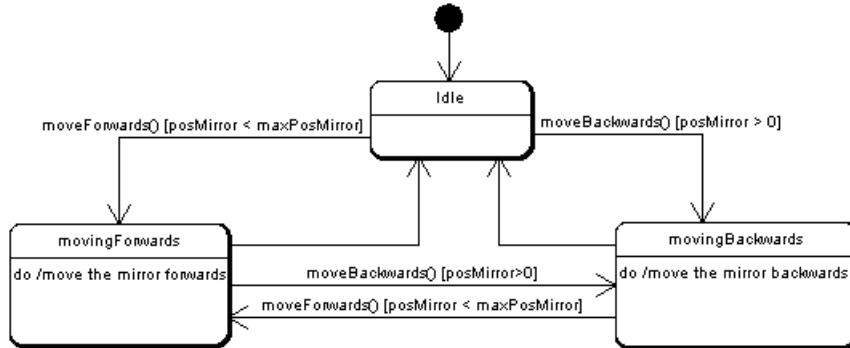 Idle
moveForwards() [posMirror < maxPosMirror]
moveBackwards() [posMirror > 0]
movingForwards
do /move the mirror forwards
movingBackwards
do /move the mirror backwards
moveBackwards() [posMirror>0]
moveForwards() [posMirror < maxPosMirror]